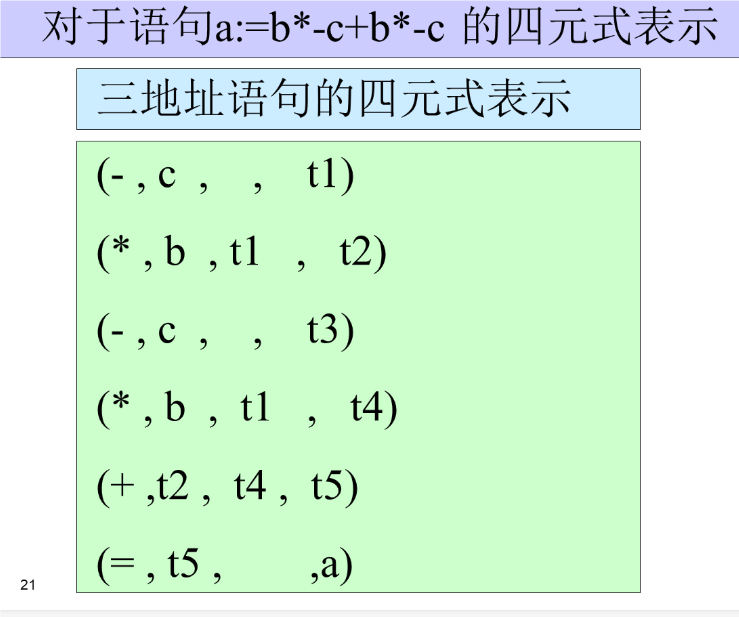 对于语句a:=b*-c+b*-c 的四元式表示
三地址语句的四元式表示
(- , c , , t1)
(* , b , t1 , t2)
(- , c , , t3)
(* , b , t1 , t4)
(+ ,t2 , t4 , t5)
(= , t5 , ,a)
21